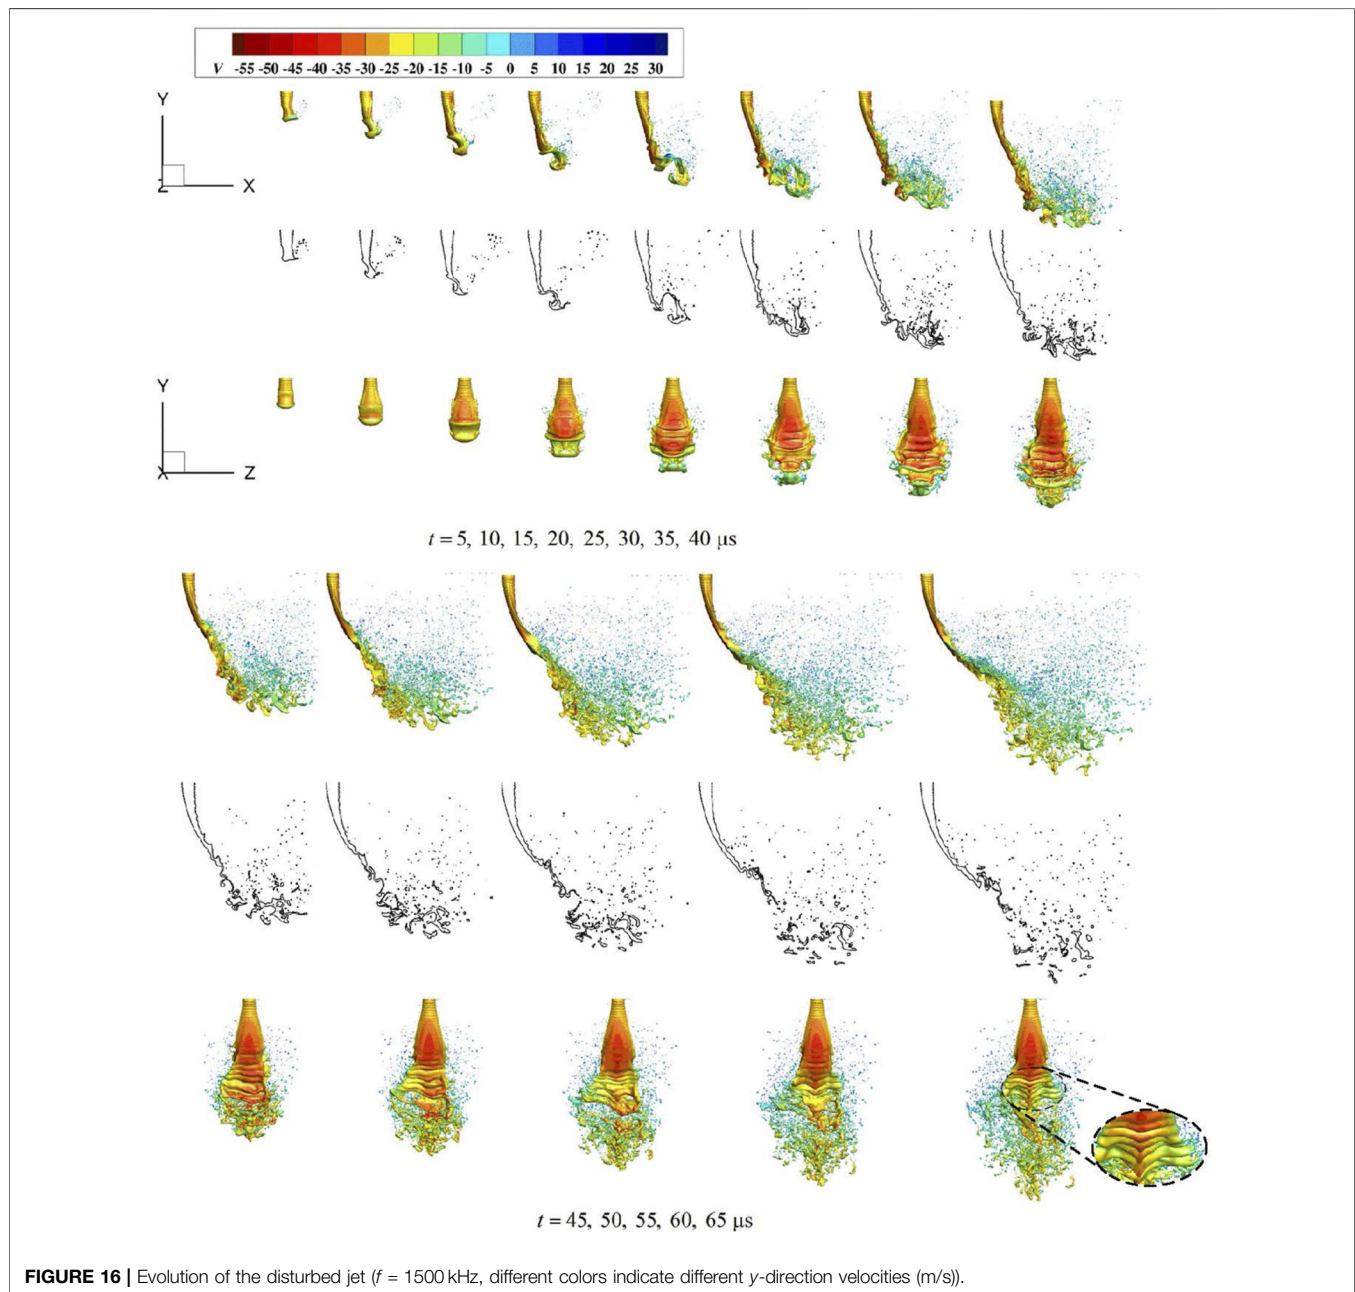 V -55 -50 -45 -40 -35 -30 -25 -20 -15 -10 -5 0 5 10 15 20 25 30
Y
Z X
Y
X Z
t = 5, 10, 15, 20, 25, 30, 35, 40 μs
t = 45, 50, 55, 60, 65 μs
FIGURE 16 | Evolution of the disturbed jet (f = 1500 kHz, different colors indicate different y-direction velocities (m/s)).